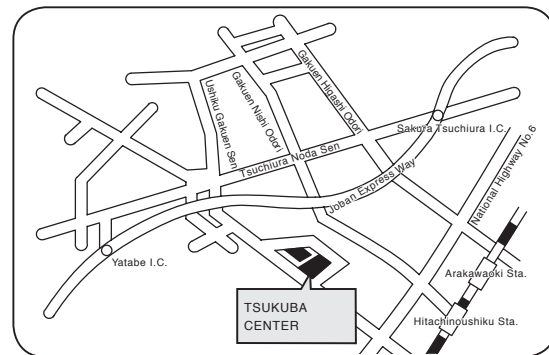 Ushiku Gakuen Sen
Gakuen Nishi Odori
Gakuen Higashi Odori
Tsuchiura Noda Sen
Sakura Tsuchiura I.C.
Joban Express Way
National Highway No.6
Yatabe I.C.
Arakawaoki Sta.
Hitachinoushiku Sta.
TSUKUBA
CENTER